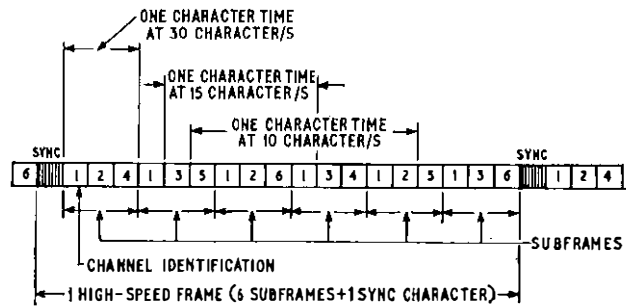 ONE CHARACTER TIME
AT 30 CHARACTER/S
ONE CHARACTER TIME
AT 15 CHARACTER/S
ONE CHARACTER TIME
AT 10 CHARACTER/S
SYNC
SYNC
6 1 2 4 1 3 5 1 2 6 1 3 4 1 2 5 1 3 6 1 2 4
SUBFRAMES
CHANNEL IDENTIFICATION
1 HIGH-SPEED FRAME (6 SUBFRAMES+1 SYNC CHARACTER)